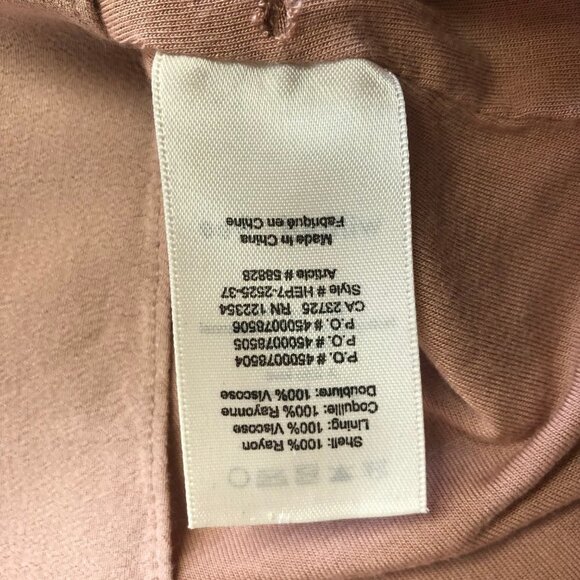 Shell: 100% Rayon
Lining: 100% Viscose
Coquille: 100% Rayonne
Doublure: 100% Viscose
P.O. # 4500078504
P.O. # 4500078505
P.O. # 4500078506
CA 23725 RN 122354
Style # HEP7-2525-37
Article # 58828
Made in China
Fabriqué en Chine